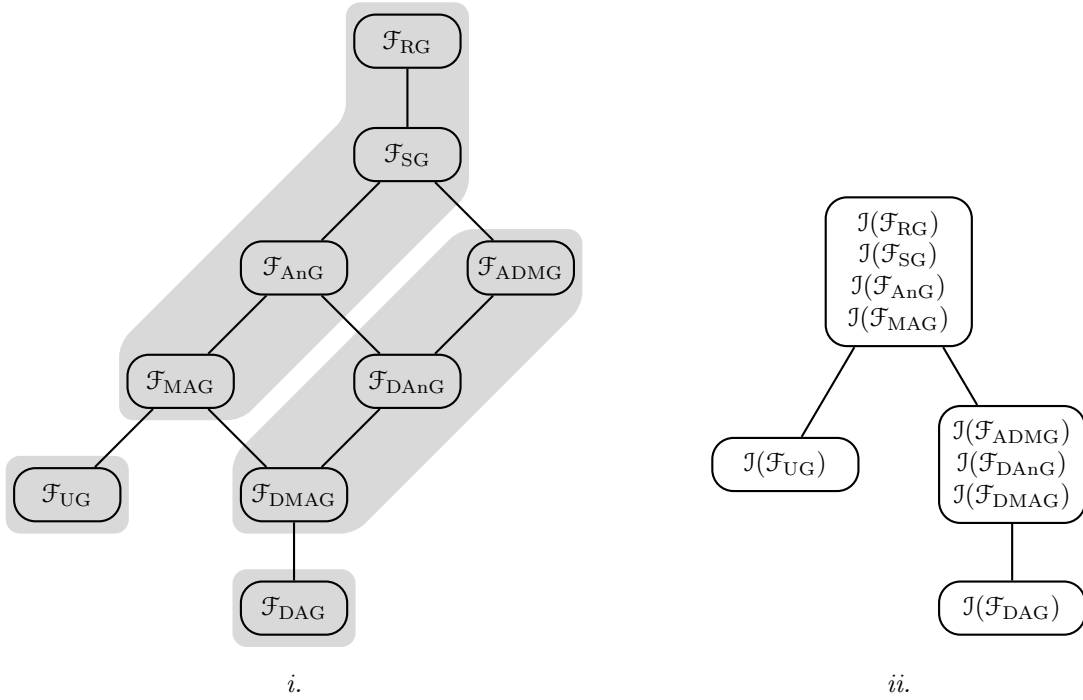 ℱ_RG
ℱ_SG
ℱ_AnG
ℱ_ADMG
ℱ_MAG
ℱ_DAnG
ℱ_UG
ℱ_DMAG
ℱ_DAG
i.
ℐ(ℱ_RG)
ℐ(ℱ_SG)
ℐ(ℱ_AnG)
ℐ(ℱ_MAG)
ℐ(ℱ_UG)
ℐ(ℱ_ADMG)
ℐ(ℱ_DAnG)
ℐ(ℱ_DMAG)
ℐ(ℱ_DAG)
ii.